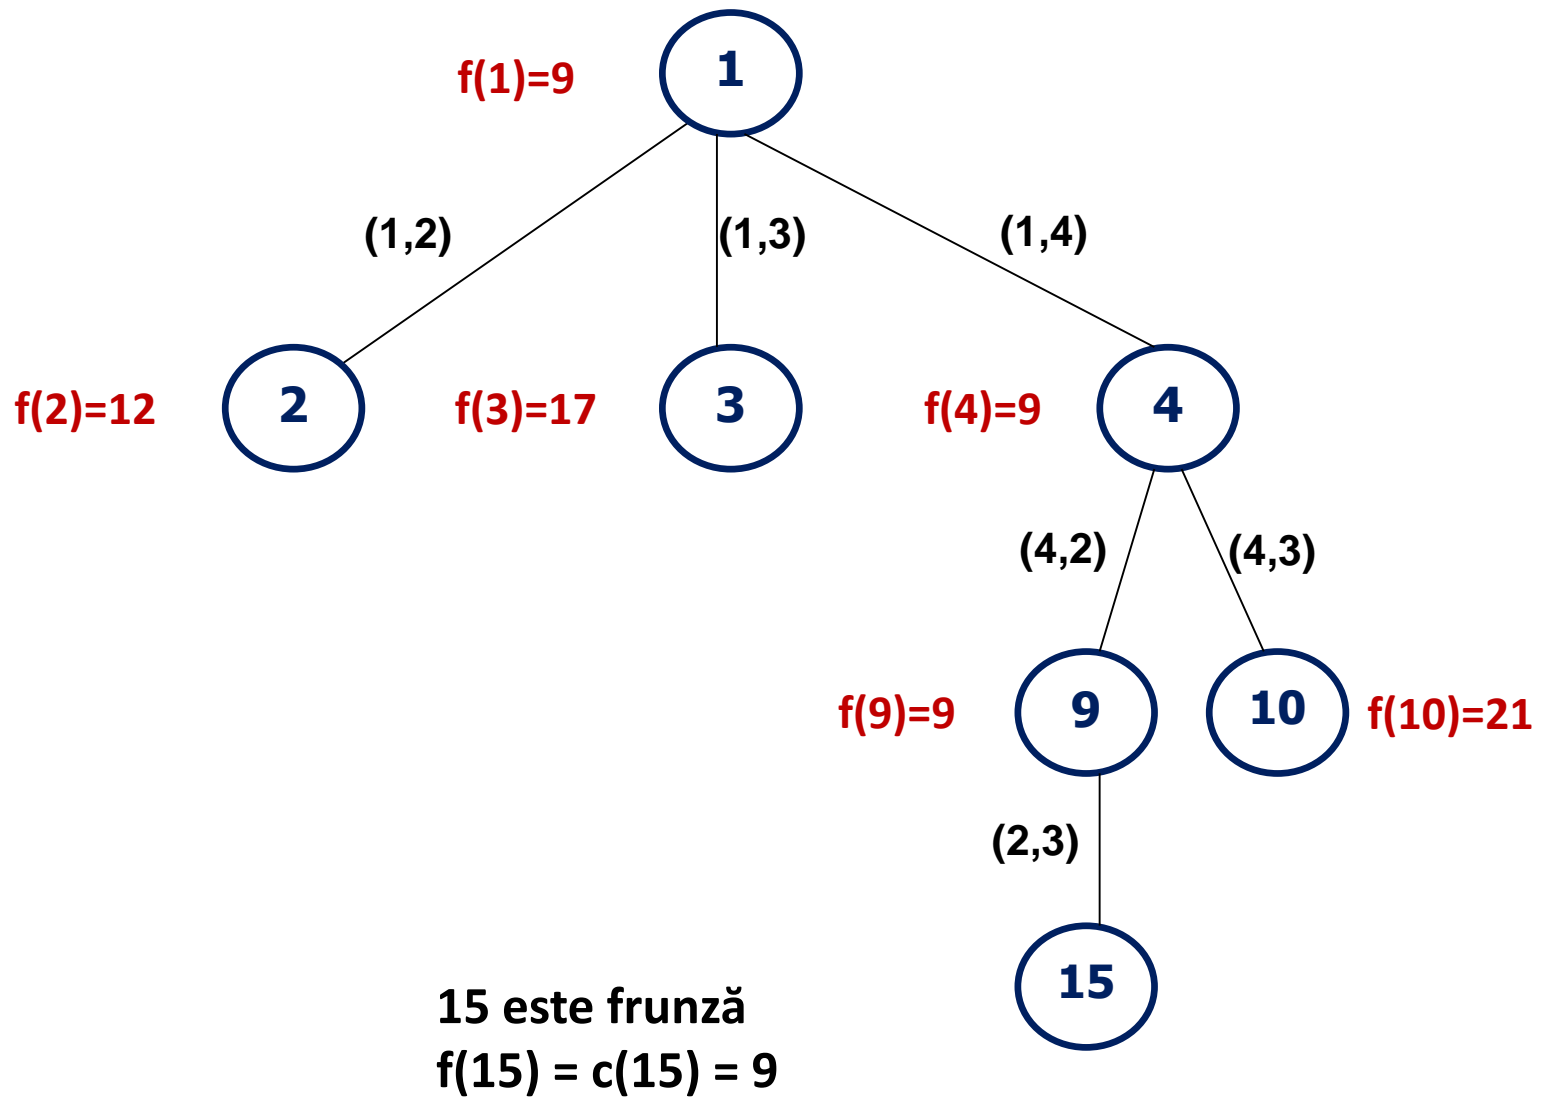 f(1)=9
1
(1,2)
(1,3)
(1,4)
f(2)=12
2
f(3)=17
3
f(4)=9
4
(4,2)
(4,3)
f(9)=9
9
10
f(10)=21
(2,3)
15
15 este frunză
f(15) = c(15) = 9